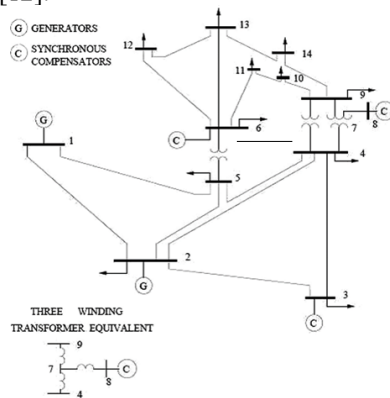 [12].
G GENERATORS
C SYNCHRONOUS
COMPENSATORS
13
12
14
11
10
9
C
8
7
6
C
G
1
4
5
2
G
3
C
THREE WINDING
TRANSFORMER EQUIVALENT
9
7
C
8
4